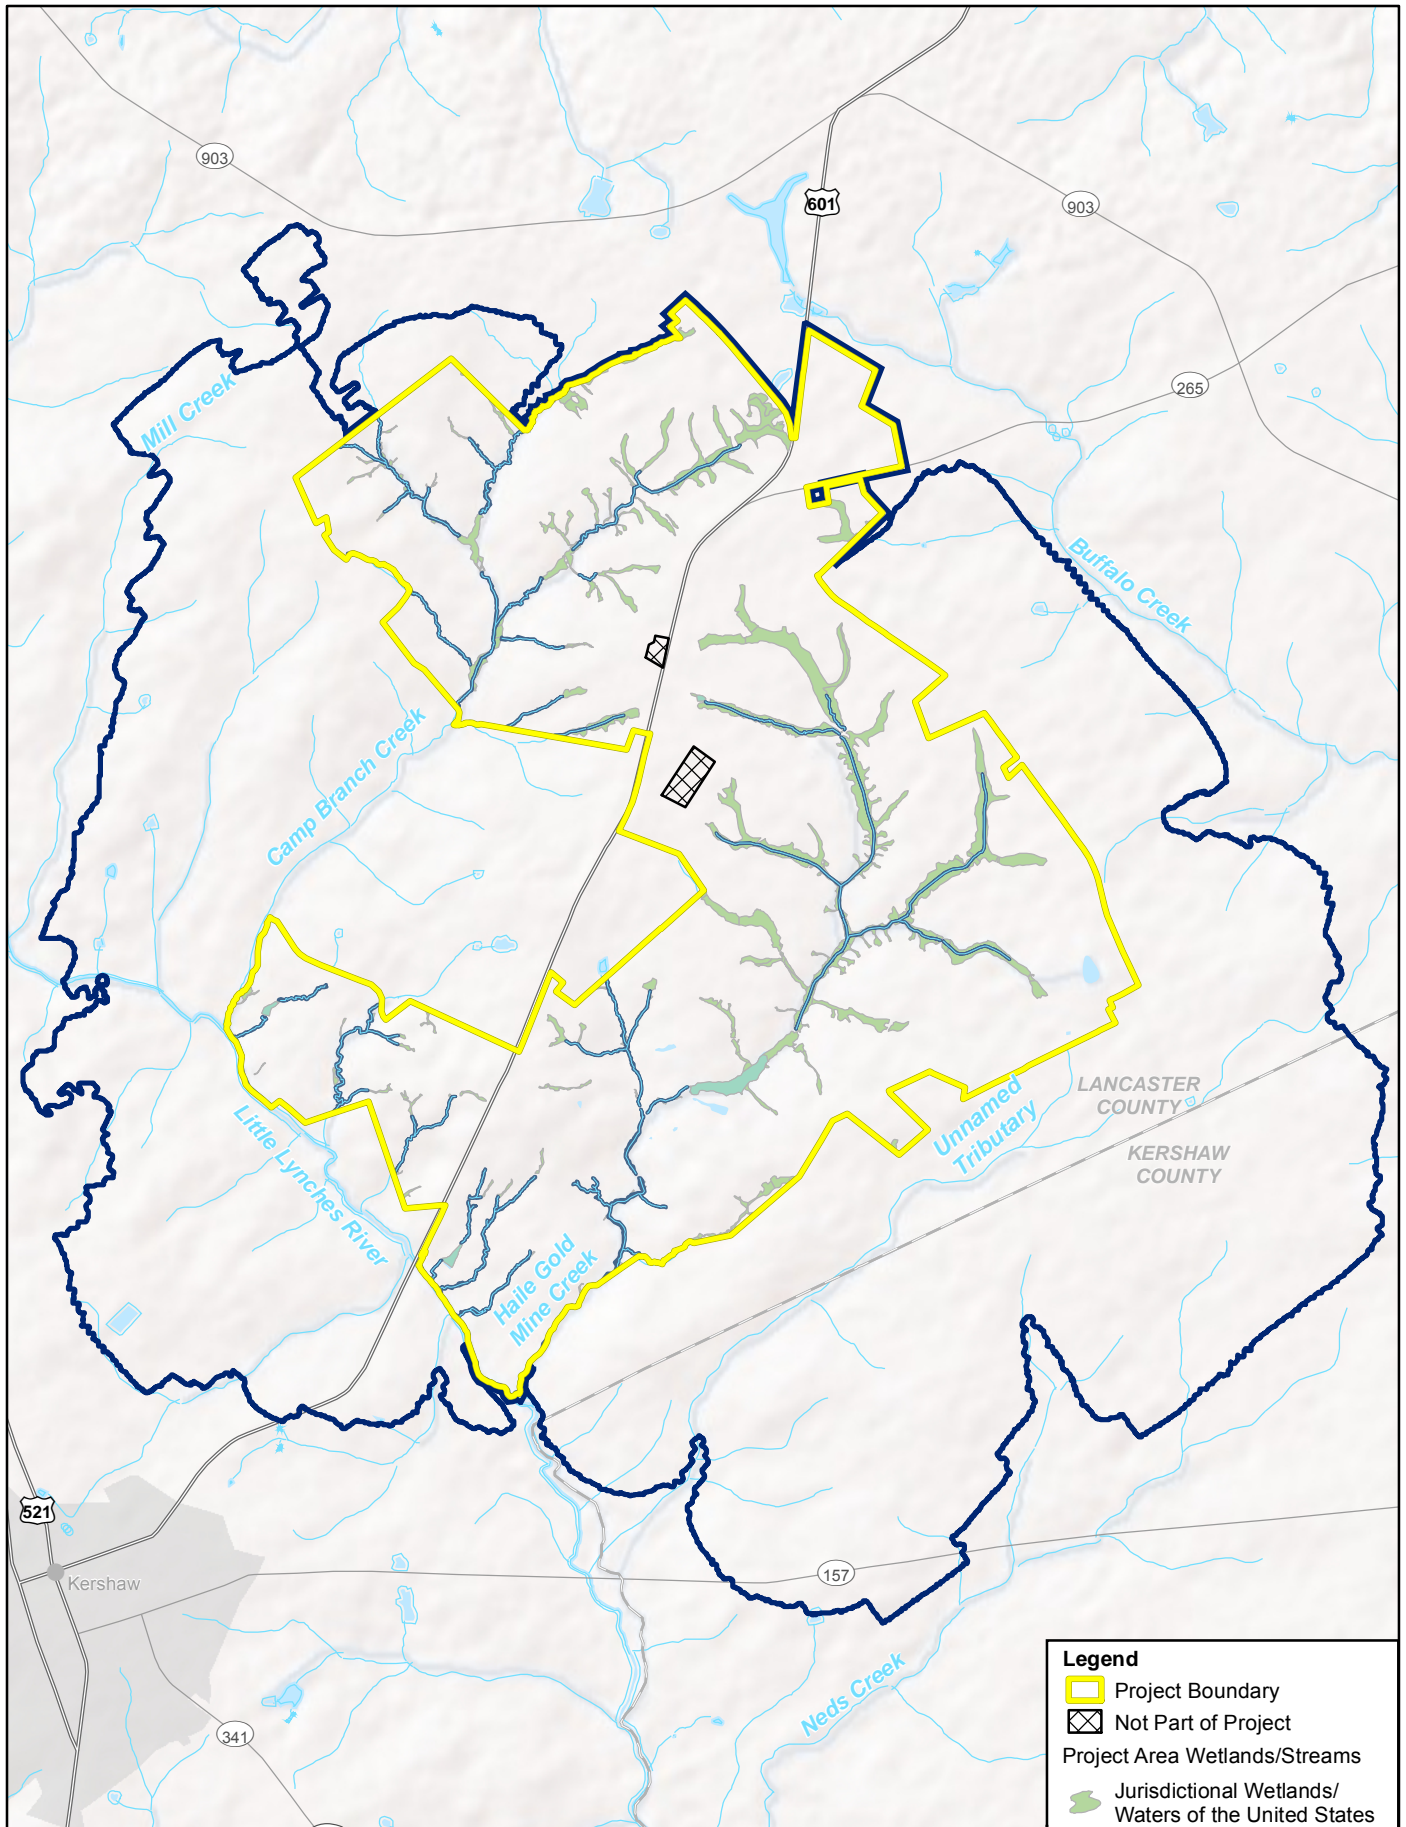 903
601
903
265
Mill Creek
Buffalo Creek
Camp Branch Creek
LANCASTER
COUNTY
Unnamed
Tributary
KERSHAW
COUNTY
Little Lynches River
Haile Gold
Mine Creek
521
Kershaw
157
341
Neds Creek
Legend
Project Boundary
Not Part of Project
Project Area Wetlands/Streams
Jurisdictional Wetlands/
Waters of the United States